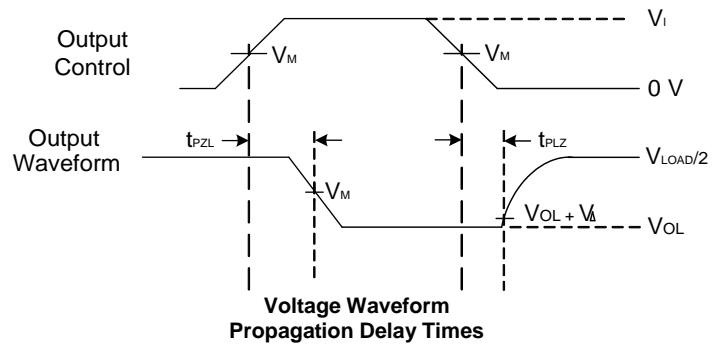 Output
Control
VM
VM
VI
0 V
Output
Waveform
tPZL
tPLZ
VM
VLOAD/2
VOL + VΔ
VOL
Voltage Waveform
Propagation Delay Times